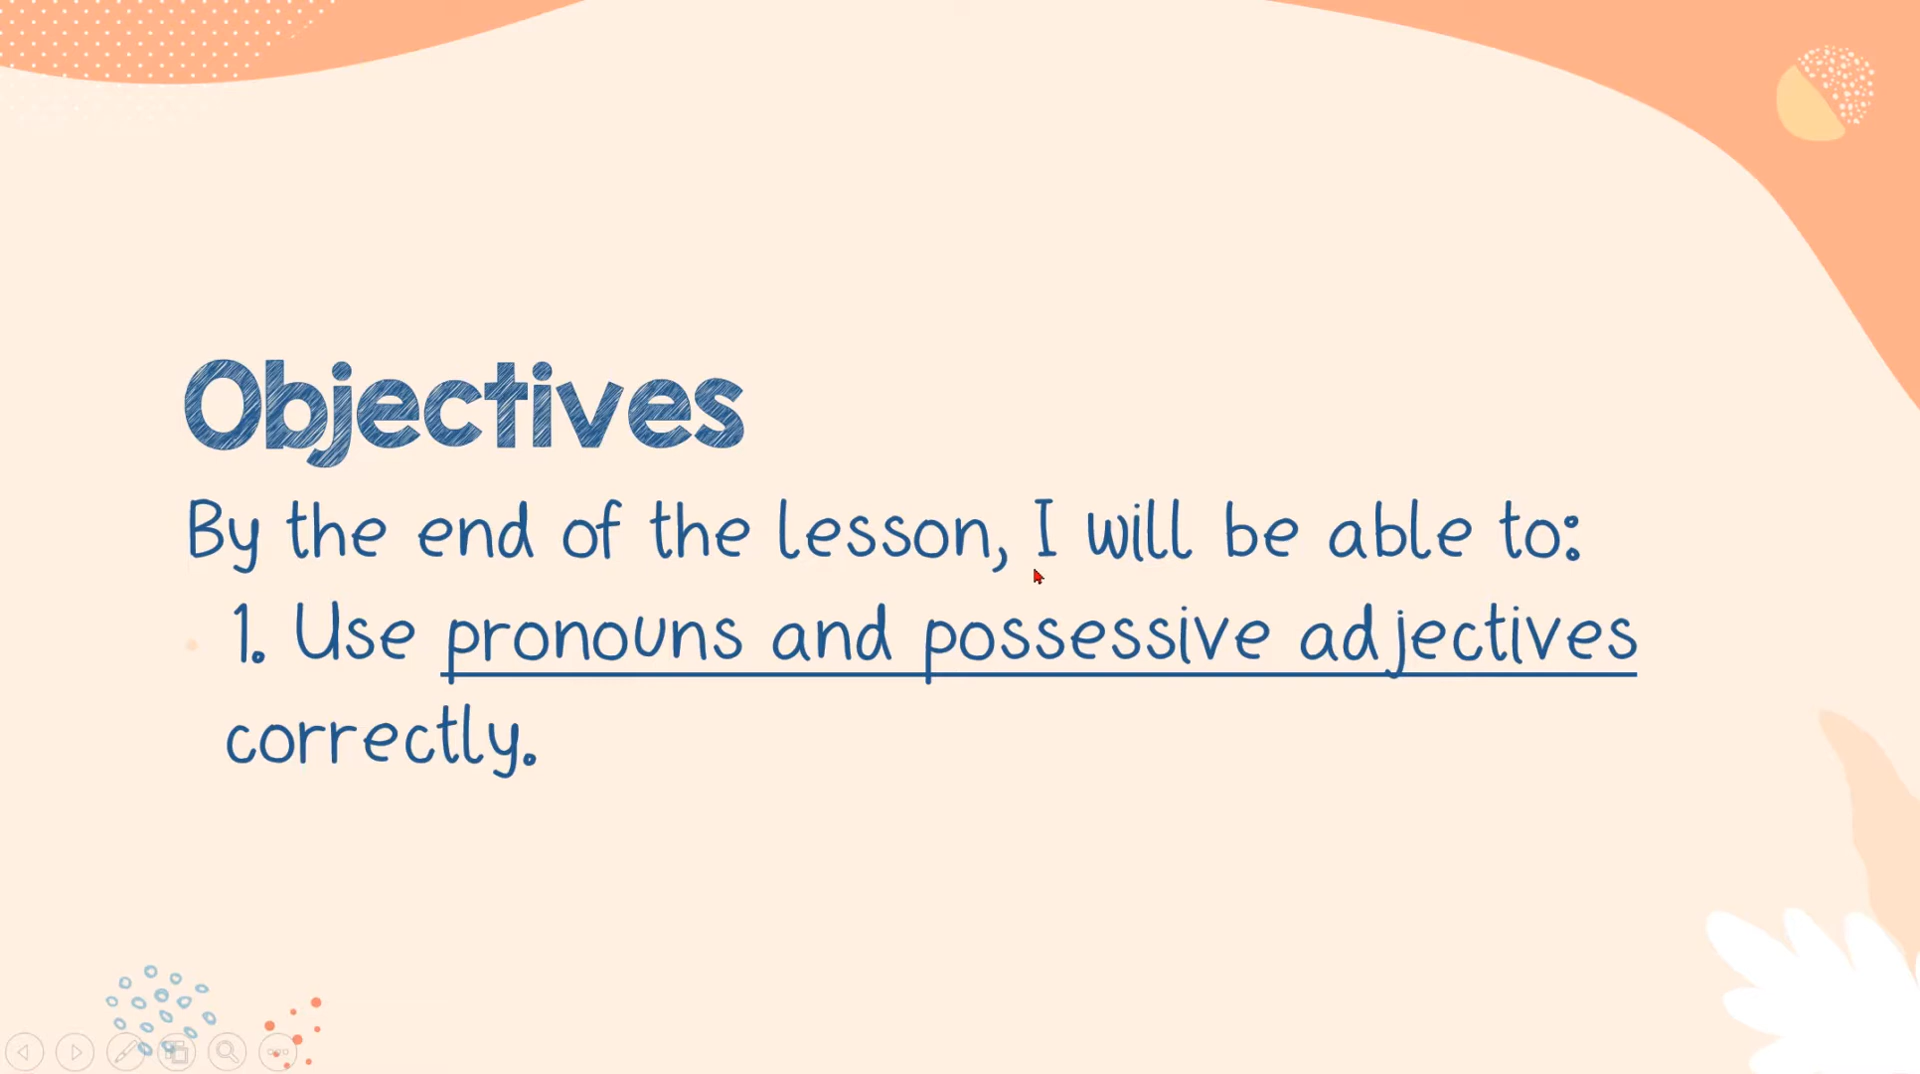 Objectives
By the end of the lesson, I will be able to:
1. Use pronouns and possessive adjectives
correctly.